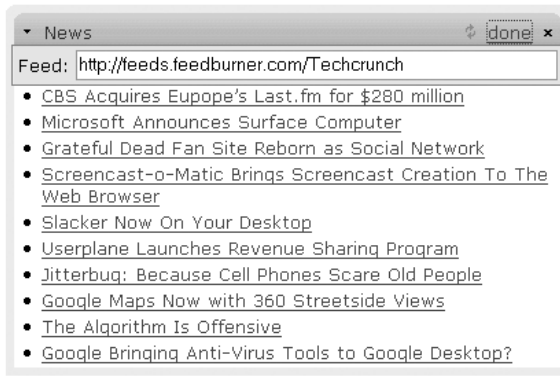 News done
Feed: http://feeds.feedburner.com/Techcrunch
CBS Acquires Eupope's Last.fm for $280 million
Microsoft Announces Surface Computer
Grateful Dead Fan Site Reborn as Social Network
Screencast-o-Matic Brings Screencast Creation To The
Web Browser
Slacker Now On Your Desktop
Userplane Launches Revenue Sharing Program
Jitterbug: Because Cell Phones Scare Old People
Google Maps Now with 360 Streetside Views
The Algorithm Is Offensive
Google Bringing Anti-Virus Tools to Google Desktop?